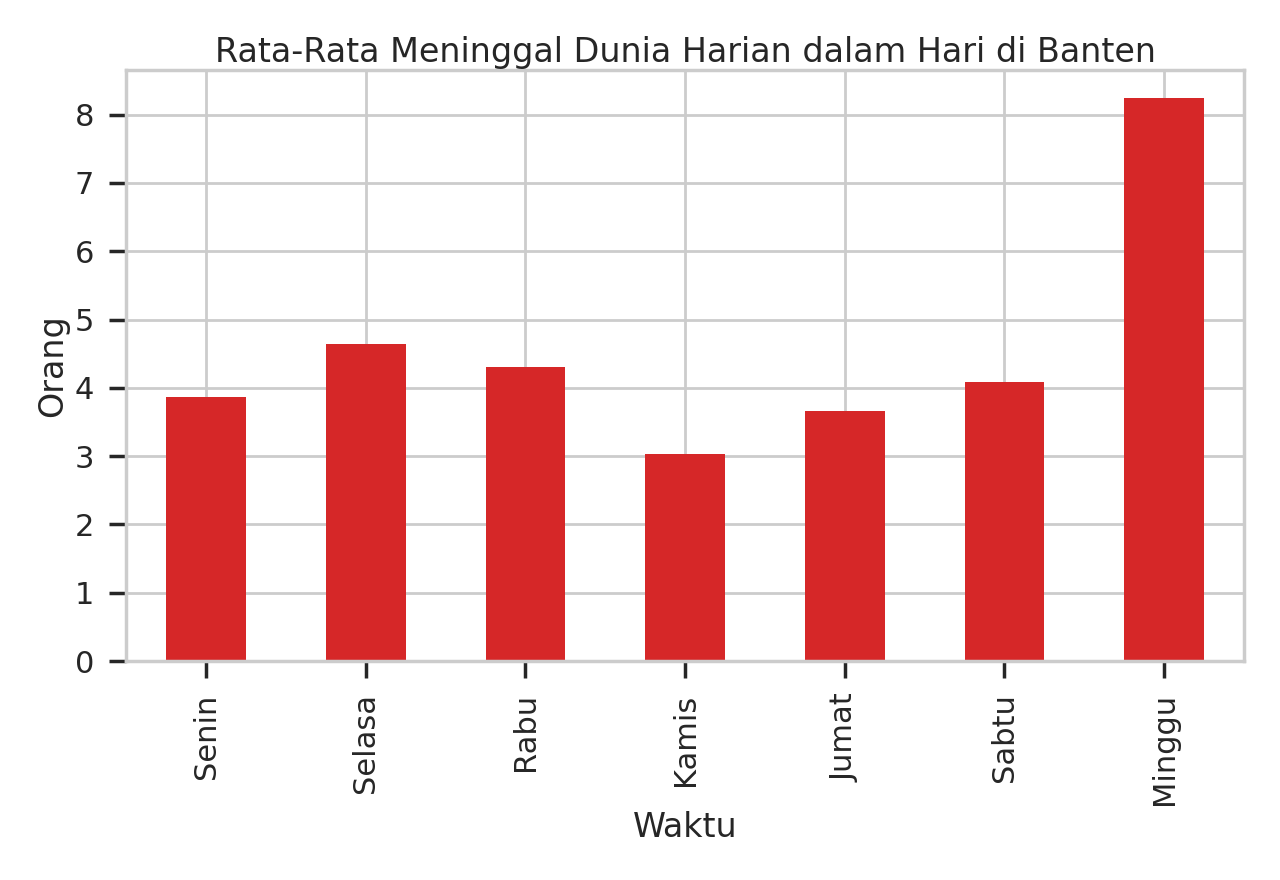 Rata-Rata Meninggal Dunia Harian dalam Hari di Banten
8
7
6
5
4
3
2
1
0
Orang
Senin
Selasa
Rabu
Kamis
Jumat
Sabtu
Minggu
Waktu